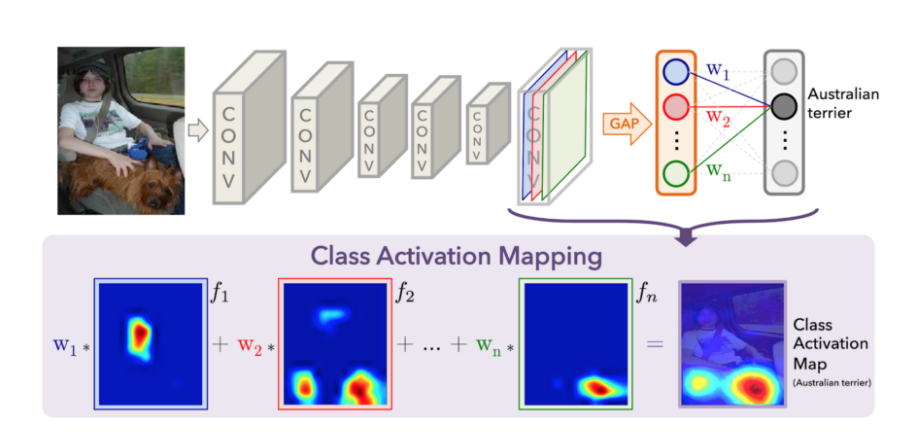 CONV
CONV
CONV
CONV
CONV
CONV
GAP
w1
w2
wn
Australian
terrier
Class Activation Mapping
w1 * f1 + w2 * f2 + ... + wn * fn =
Class
Activation
Map
(Australian terrier)